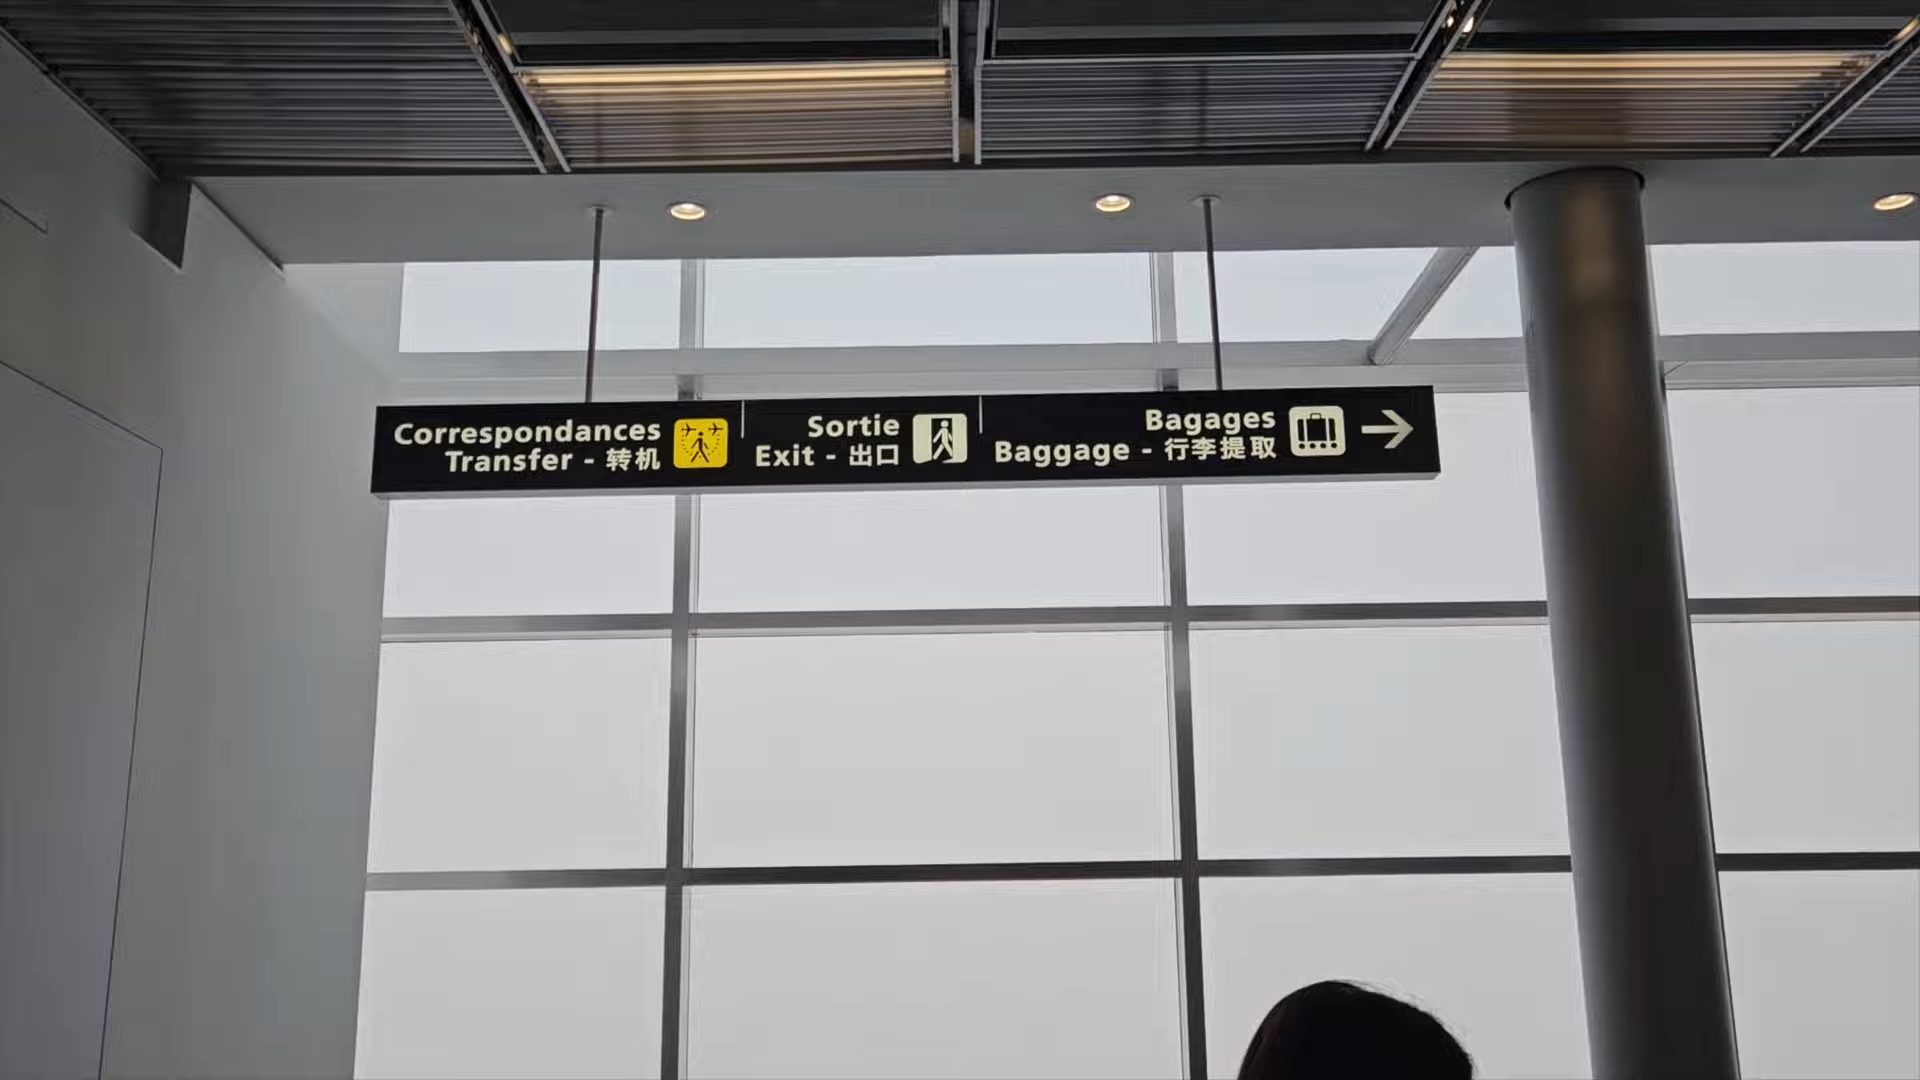 Correspondances
Transfer - 转机
Sortie
Exit - 出口
Bagages
Baggage - 行李提取